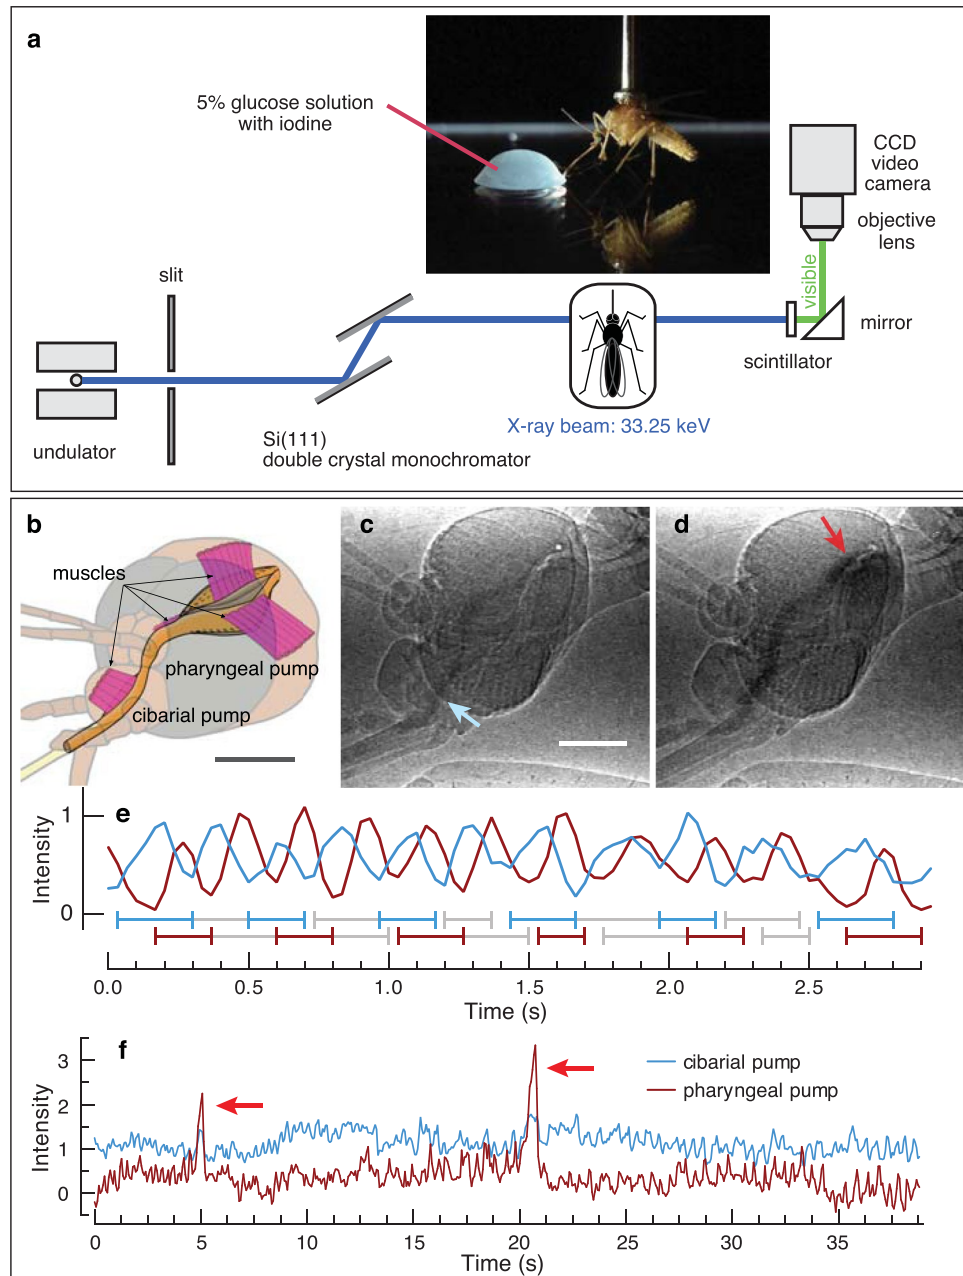 a
5% glucose solution
with iodine
CCD
video
camera
objective
lens
visible
slit
mirror
scintillator
undulator
X-ray beam: 33.25 keV
Si(111)
double crystal monochromator
b
muscles
pharyngeal pump
cibarial pump
c
d
e
Intensity
1
0
0.0 0.5 1.0 1.5 2.0 2.5
Time (s)
f
Intensity
3
2
1
0
cibarial pump
pharyngeal pump
0 5 10 15 20 25 30 35
Time (s)